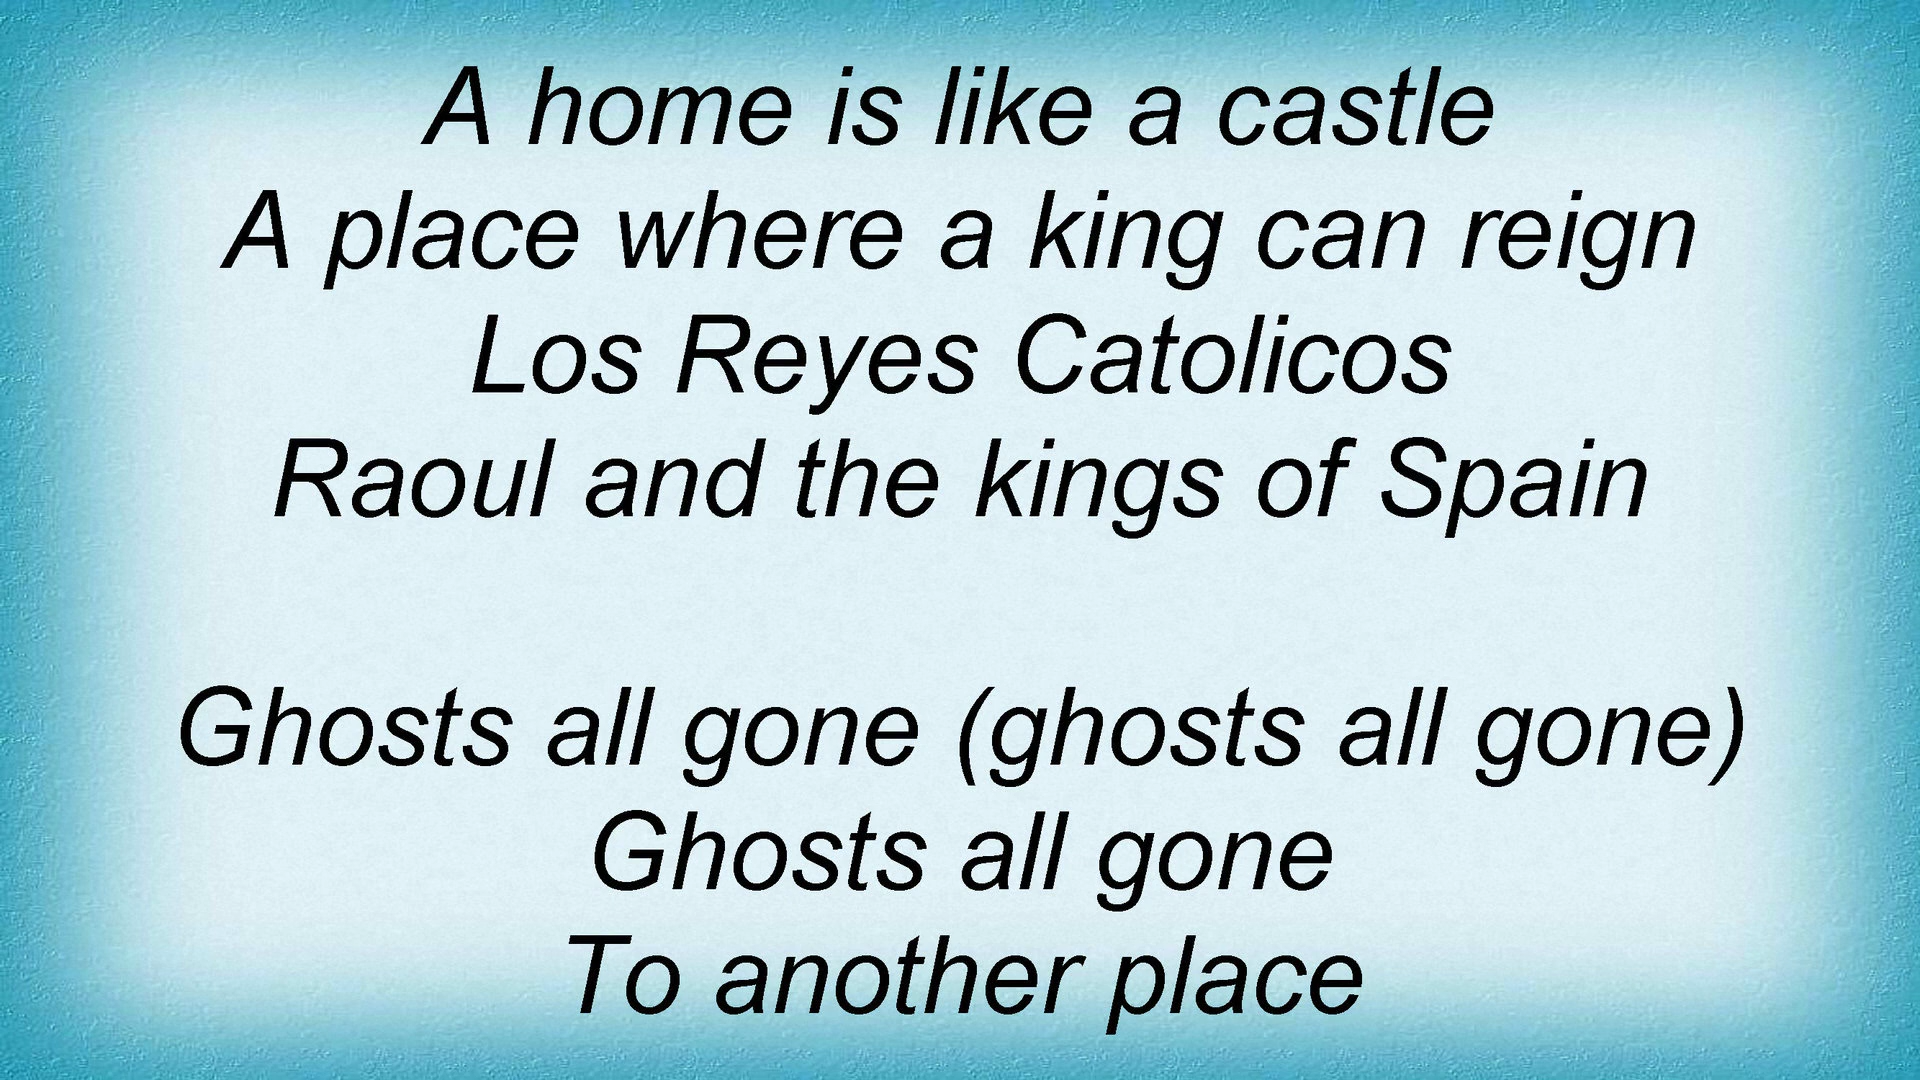 A home is like a castle
A place where a king can reign
Los Reyes Catolicos
Raoul and the kings of Spain
Ghosts all gone (ghosts all gone)
Ghosts all gone
To another place